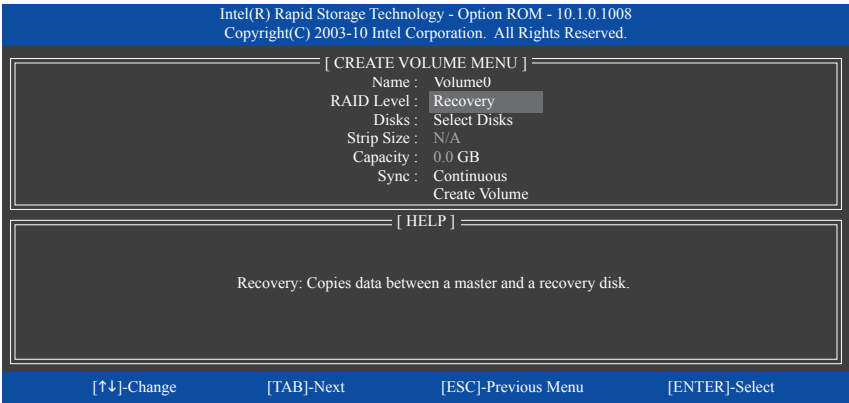 Intel(R) Rapid Storage Technology - Option ROM - 10.1.0.1008
Copyright(C) 2003-10 Intel Corporation. All Rights Reserved.
[ CREATE VOLUME MENU ]
Name : Volume0
RAID Level : Recovery
Disks : Select Disks
Strip Size : N/A
Capacity : 0.0 GB
Sync : Continuous
Create Volume
[ HELP ]
Recovery: Copies data between a master and a recovery disk.
[↑↓]-Change [TAB]-Next [ESC]-Previous Menu [ENTER]-Select